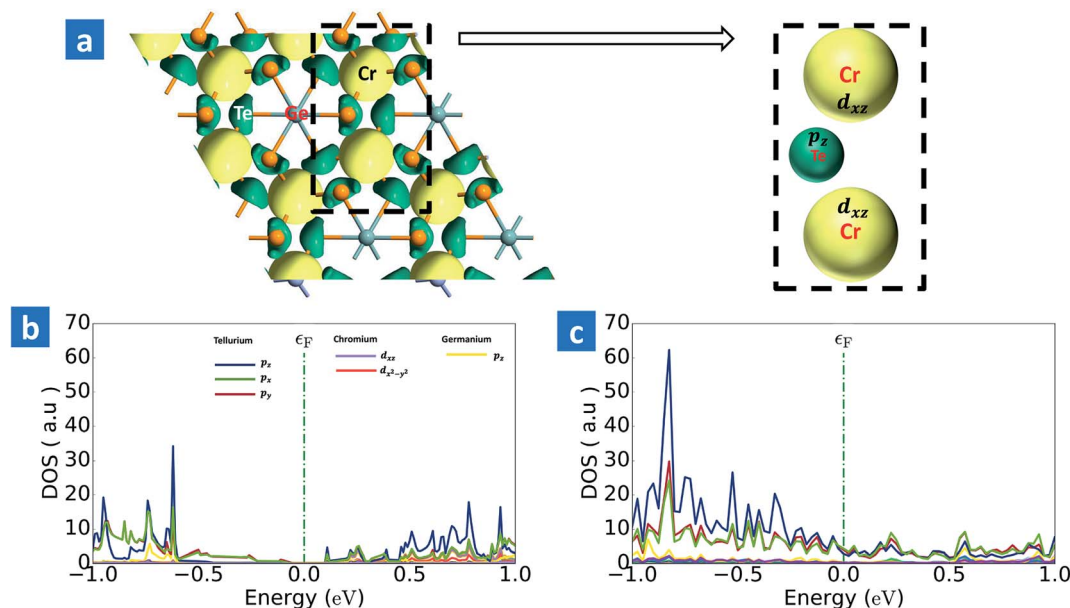 a
Cr
Te
Ge
Cr
d_xz
p_z
Te
d_xz
Cr
b
DOS ( a.u )
70
60
50
40
30
20
10
0
ϵ_F
Tellurium
p_z
p_x
p_y
Chromium
d_xz
d_x²−y²
Germanium
p_z
−1.0 −0.5 0.0 0.5 1.0
Energy (eV)
c
DOS ( a.u )
70
60
50
40
30
20
10
0
ϵ_F
−1.0 −0.5 0.0 0.5 1.0
Energy (eV)